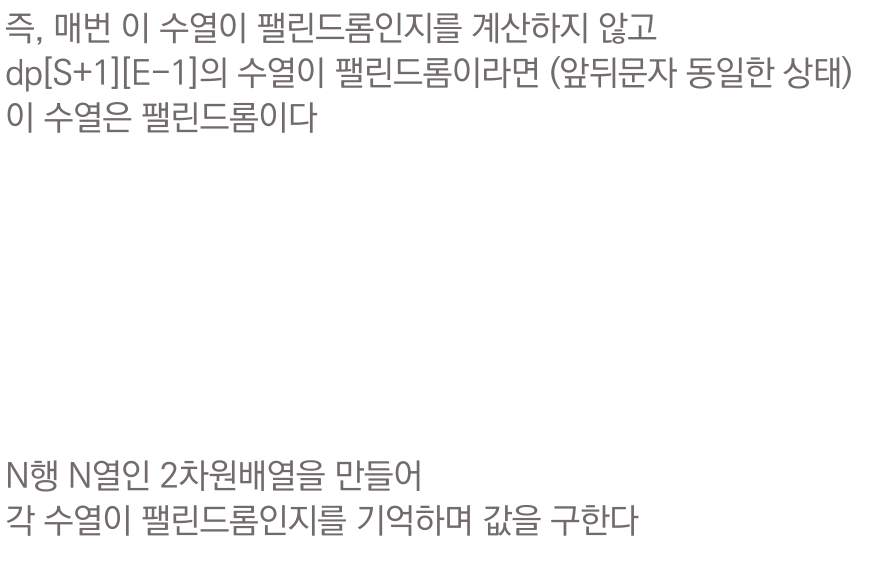 즉, 매번 이 수열이 팰린드롬인지를 계산하지 않고
dp[S+1][E-1]의 수열이 팰린드롬이라면 (앞뒤문자 동일한 상태)
이 수열은 팰린드롬이다
N행 N열인 2차원배열을 만들어
각 수열이 팰린드롬인지를 기억하며 값을 구한다